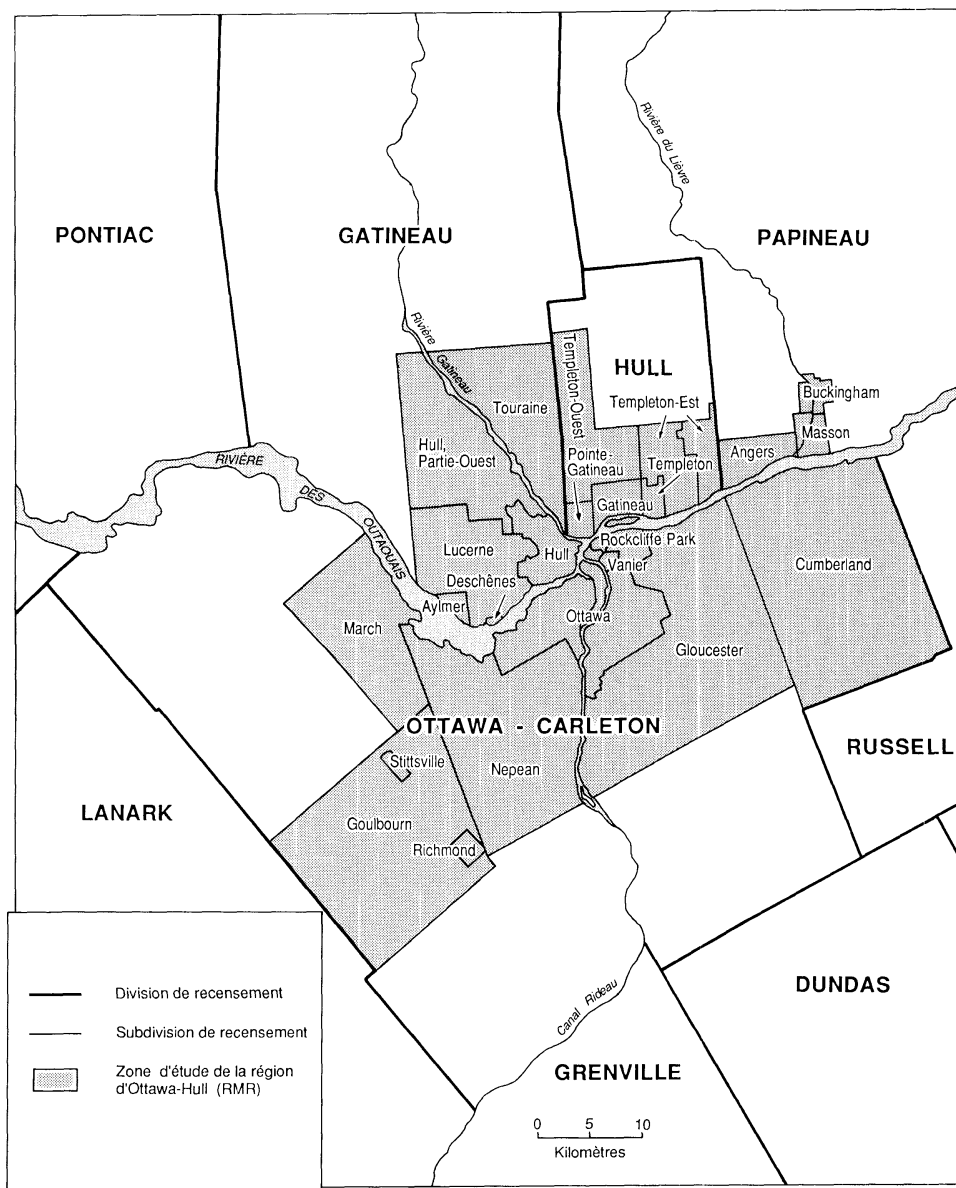 Rivière du Lièvre
PONTIAC
GATINEAU
PAPINEAU
Rivière Gatineau
Templeton-Ouest
HULL
Touraine
Templeton-Est
Buckingham
Hull,
Partie-Ouest
Pointe-
Gatineau
Templeton
Angers
Masson
RIVIÈRE
DES
OUTAOUAIS
Gatineau
Rockcliffe Park
Lucerne
Hull
Vanier
Cumberland
Deschênes
Aylmer
Ottawa
March
Gloucester
OTTAWA - CARLETON
Stittsville
Nepean
RUSSELL
LANARK
Goulbourn
Richmond
DUNDAS
Canal Rideau
GRENVILLE
Division de recensement
Subdivision de recensement
Zone d'étude de la région
d'Ottawa-Hull (RMR)
0 5 10
Kilomètres